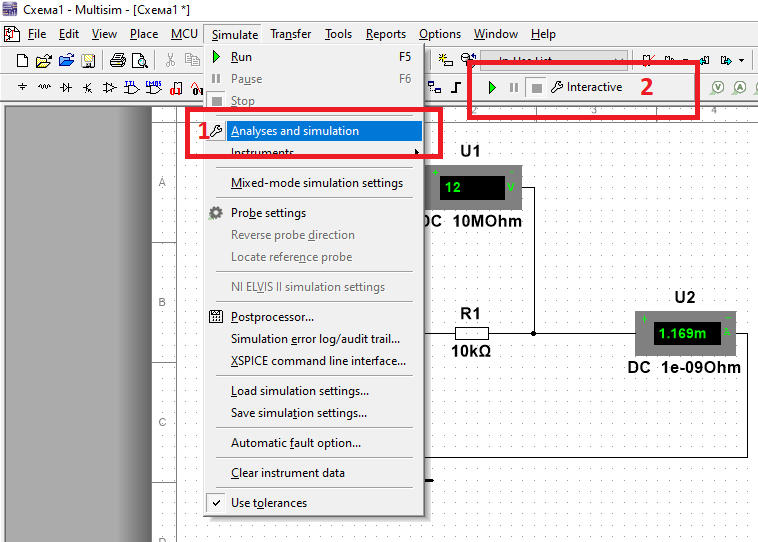 Схема1 - Multisim - [Схема1 *]
File Edit View Place MCU Simulate Transfer Tools Reports Options Window Help
Run F5
Pause F6
Stop
1 Analyses and simulation
Instruments
Mixed-mode simulation settings
Probe settings
Reverse probe direction
Locate reference probe
NI ELVIS II simulation settings
Postprocessor...
Simulation error log/audit trail...
XSPICE command line interface...
Load simulation settings...
Save simulation settings...
Automatic fault option...
Clear instrument data
Use tolerances
In-Use List
Interactive 2
2 3 4
A
B
C
D
U1
+ -
12 V
DC 10MOhm
R1
10kΩ
U2
+ -
1.169m A
DC 1e-09Ohm